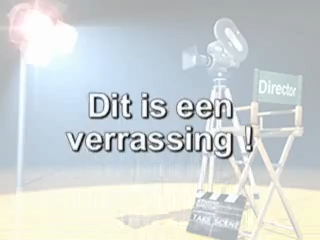 Director
Dit is een
verrassing !
TAKE SCENE